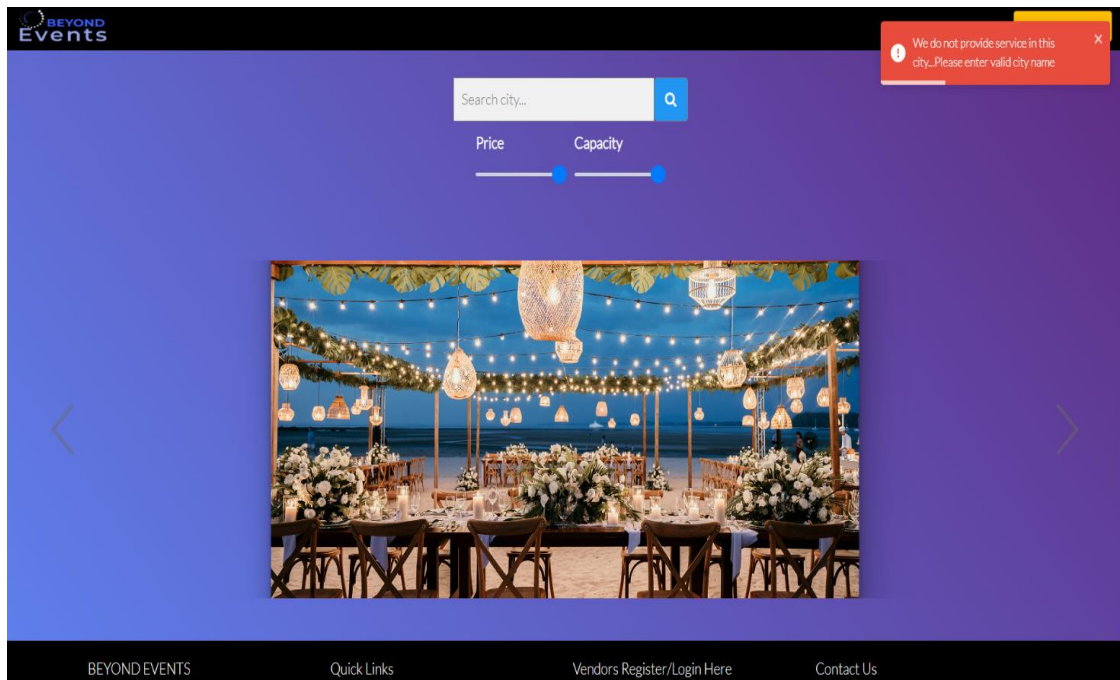 BEYOND
Events
We do not provide service in this
city...Please enter valid city name
Search city...
Price
Capacity
BEYOND EVENTS
Quick Links
Vendors Register/Login Here
Contact Us